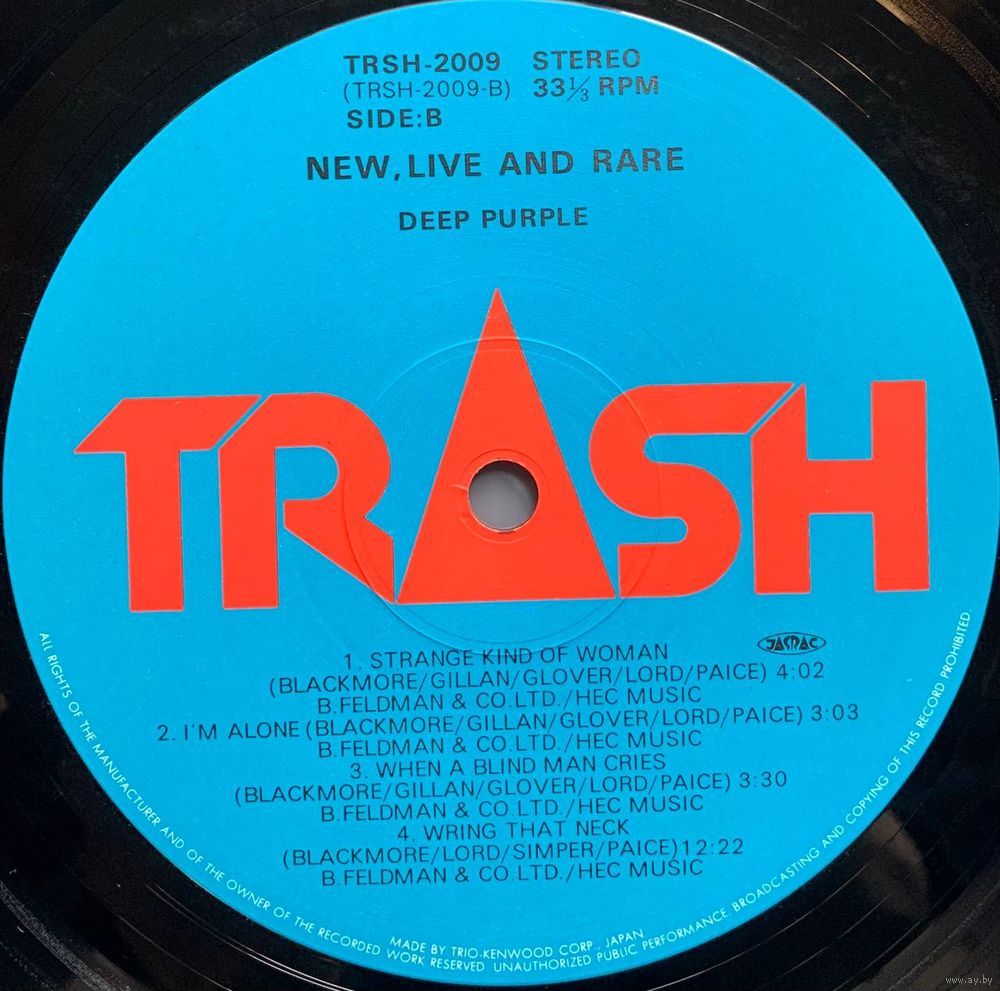 TRSH-2009 STEREO
(TRSH-2009-B) 33⅓ RPM
SIDE:B
NEW,LIVE AND RARE
DEEP PURPLE
TRASH
JASRAC
1. STRANGE KIND OF WOMAN
(BLACKMORE/GILLAN/GLOVER/LORD/PAICE) 4:02
B.FELDMAN & CO.LTD./HEC MUSIC
2. I'M ALONE (BLACKMORE/GILLAN/GLOVER/LORD/PAICE) 3:03
B.FELDMAN & CO.LTD./HEC MUSIC
3. WHEN A BLIND MAN CRIES
(BLACKMORE/GILLAN/GLOVER/LORD/PAICE) 3:30
B.FELDMAN & CO.LTD./HEC MUSIC
4. WRING THAT NECK
(BLACKMORE/LORD/SIMPER/PAICE) 12:22
B.FELDMAN & CO.LTD./HEC MUSIC
MADE BY TRIO-KENWOOD CORP., JAPAN
ALL RIGHTS OF THE MANUFACTURER AND OF THE OWNER OF THE RECORDED WORK RESERVED. UNAUTHORIZED PUBLIC PERFORMANCE. BROADCASTING AND COPYING OF THIS RECORD PROHIBITED
www.ay.by